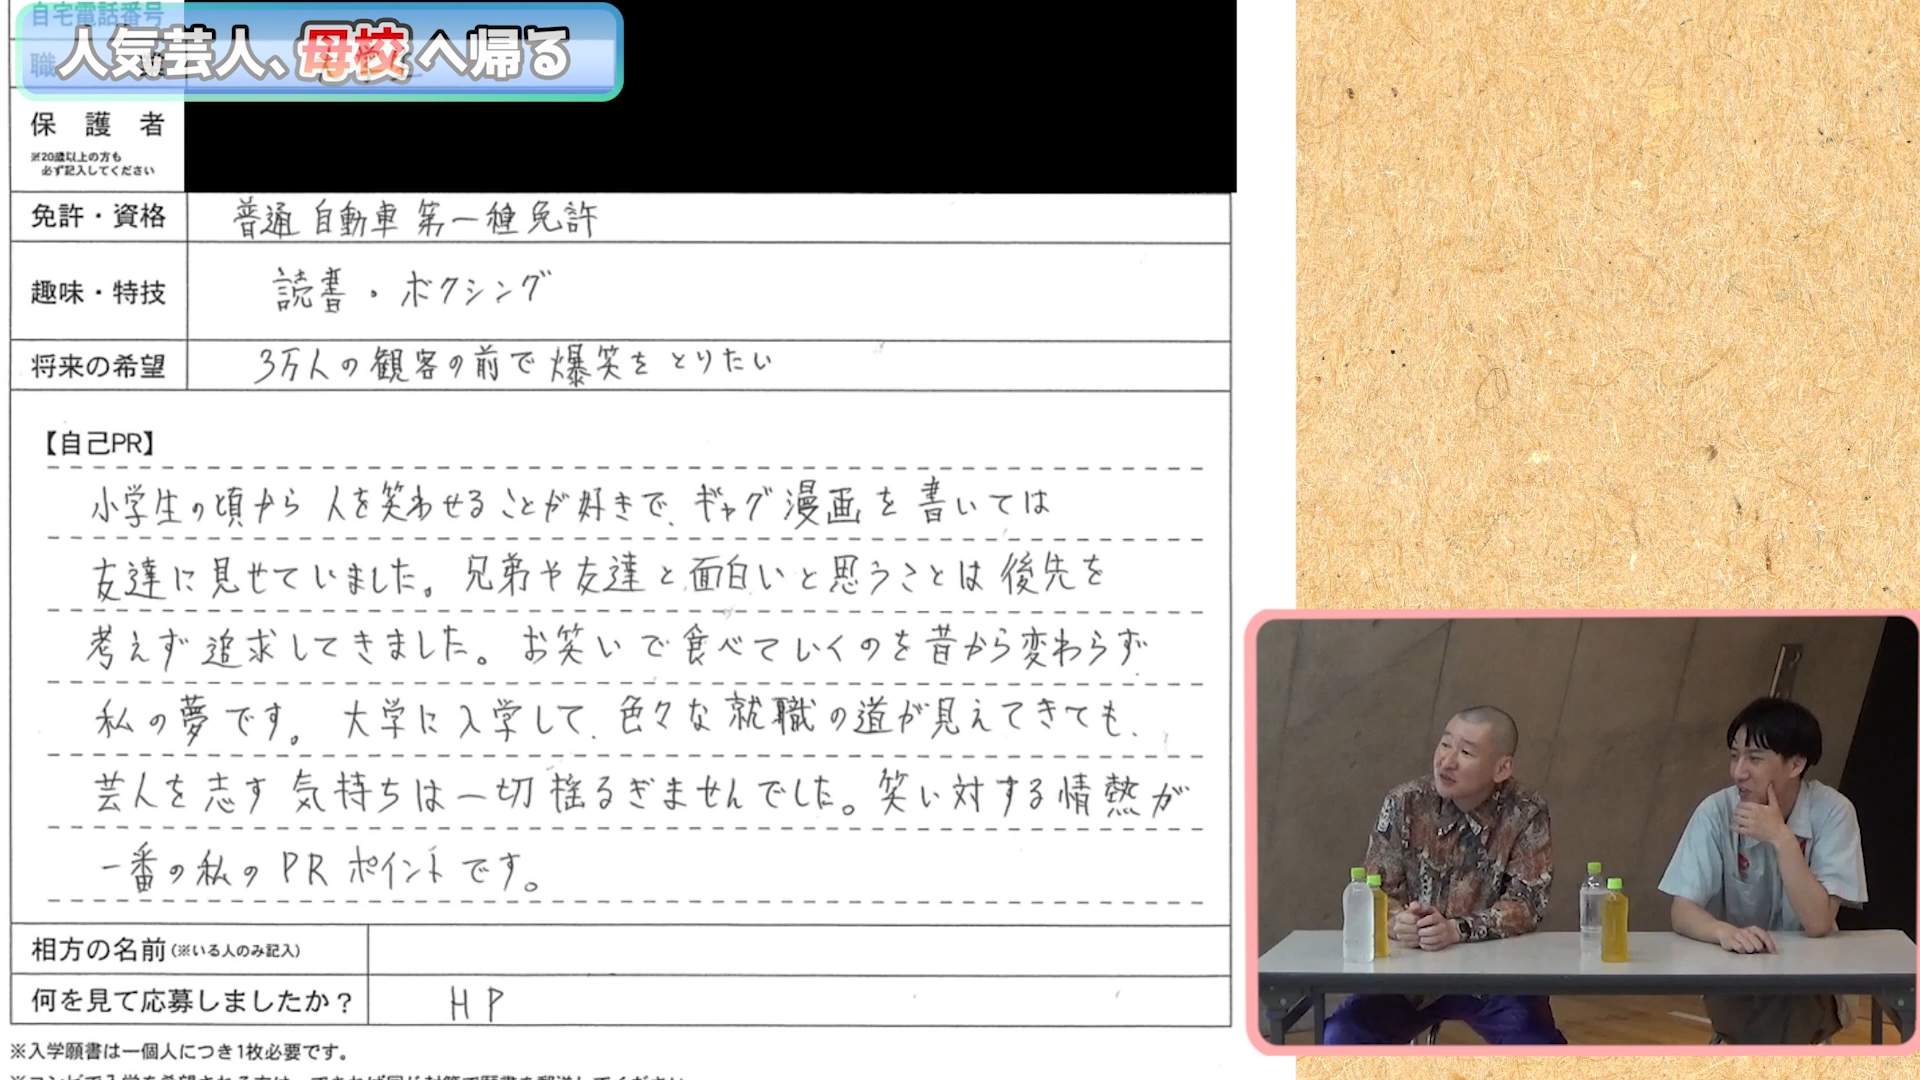 自宅電話番号
人気芸人、母校へ帰る
職業
保護者
※20歳以上の方も
必ず記入してください
免許・資格 普通自動車第一種免許
趣味・特技 読書・ボクシング
将来の希望 3万人の観客の前で爆笑をとりたい
【自己PR】
小学生の頃から人を笑わせることが好きで、ギャグ漫画を書いては
友達に見せていました。兄弟や友達と面白いと思うことは後先を
考えず追求してきました。お笑いで食べていくのを昔から変わらず
私の夢です。大学に入学して、色々な就職の道が見えてきても、
芸人を志す気持ちは一切揺るぎませんでした。笑い対する情熱が
一番の私のPRポイントです。
相方の名前(※いる人のみ記入)
何を見て応募しましたか? HP
※入学願書は一個人につき1枚必要です。